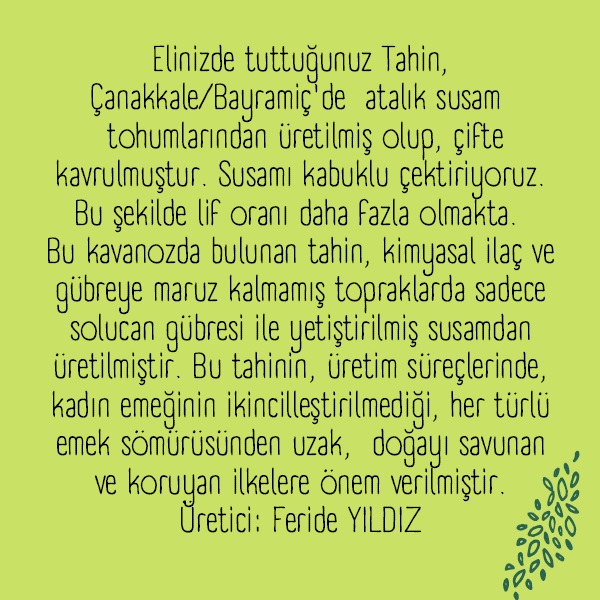 Elinizde tuttuğunuz Tahin,
Çanakkale/Bayramiç'de atalık susam
tohumlarından üretilmiş olup, çifte
kavrulmuştur. Susamı kabuklu çektiriyoruz.
Bu şekilde lif oranı daha fazla olmakta.
Bu kavanozda bulunan tahin, kimyasal ilaç ve
gübreye maruz kalmamış topraklarda sadece
solucan gübresi ile yetiştirilmiş susamdan
üretilmiştir. Bu tahinin, üretim süreçlerinde,
kadın emeğinin ikincilleştirilmediği, her türlü
emek sömürüsünden uzak, doğayı savunan
ve koruyan ilkelere önem verilmiştir.
Üretici: Feride YILDIZ